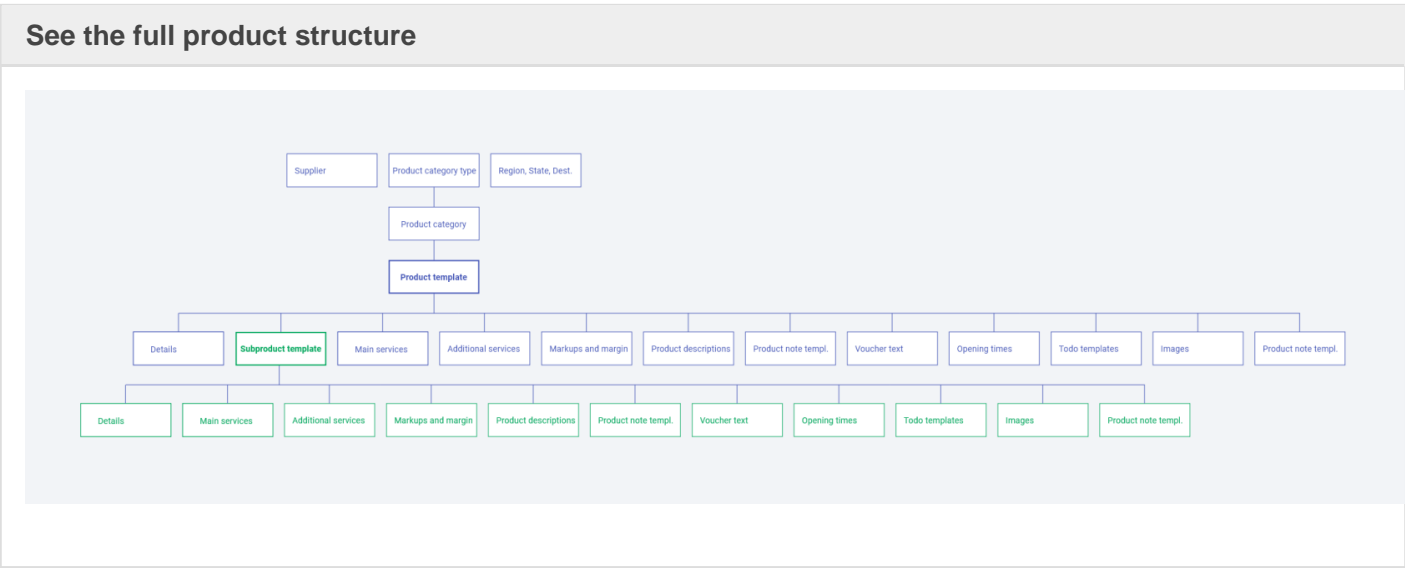 See the full product structure
Supplier
Product category type
Region, State, Dest.
Product category
Product template
Details
Subproduct template
Main services
Additional services
Markups and margin
Product descriptions
Product note templ.
Voucher text
Opening times
Todo templates
Images
Product note templ.
Details
Main services
Additional services
Markups and margin
Product descriptions
Product note templ.
Voucher text
Opening times
Todo templates
Images
Product note templ.